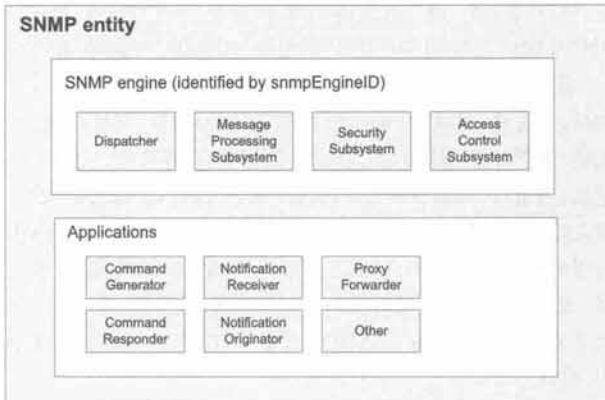 SNMP entity
SNMP engine (identified by snmpEngineID)
Dispatcher
Message
Processing
Subsystem
Security
Subsystem
Access
Control
Subsystem
Applications
Command
Generator
Notification
Receiver
Proxy
Forwarder
Command
Responder
Notification
Originator
Other